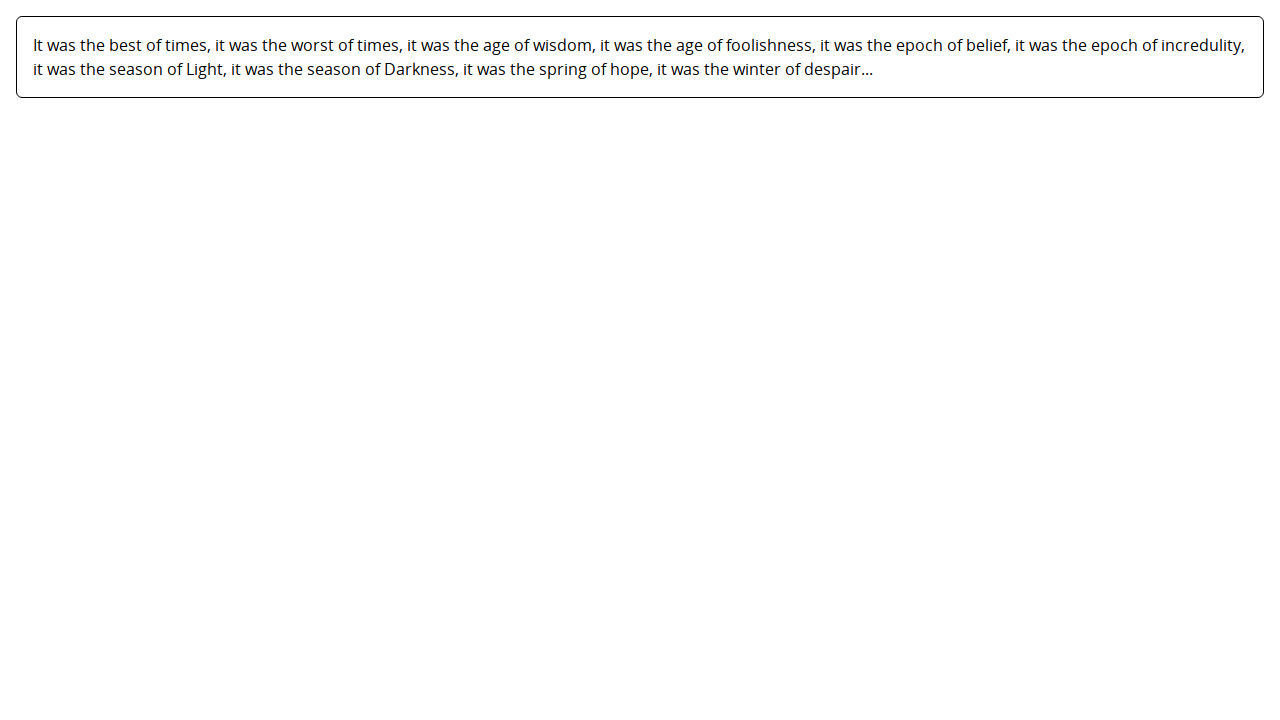 It was the best of times, it was the worst of times, it was the age of wisdom, it was the age of foolishness, it was the epoch of belief, it was the epoch of incredulity,
it was the season of Light, it was the season of Darkness, it was the spring of hope, it was the winter of despair...